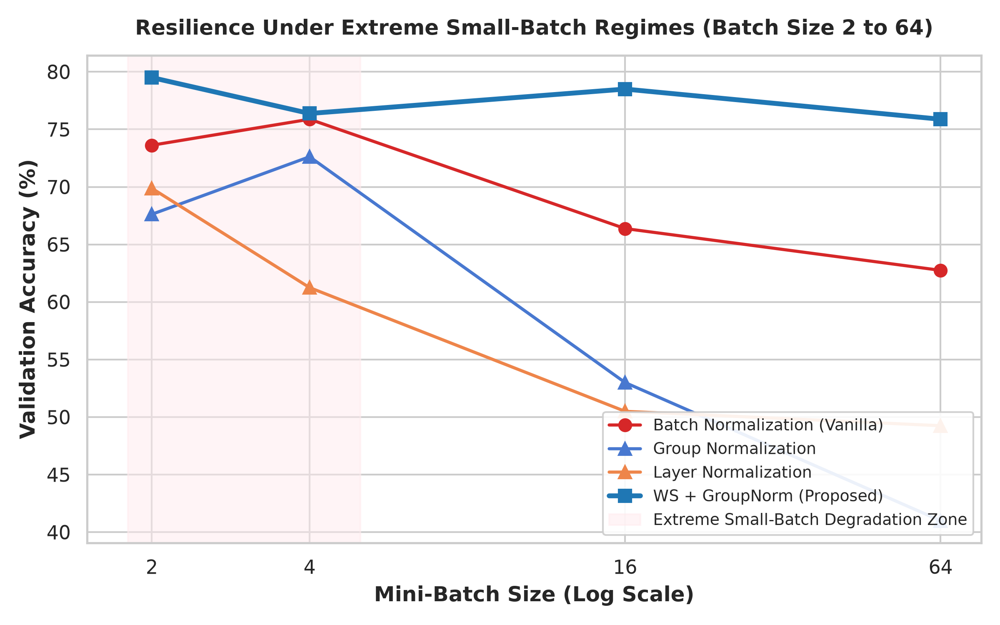 Resilience Under Extreme Small-Batch Regimes (Batch Size 2 to 64)
Validation Accuracy (%)
80
75
70
65
60
55
50
45
40
Batch Normalization (Vanilla)
Group Normalization
Layer Normalization
WS + GroupNorm (Proposed)
Extreme Small-Batch Degradation Zone
2
4
16
64
Mini-Batch Size (Log Scale)